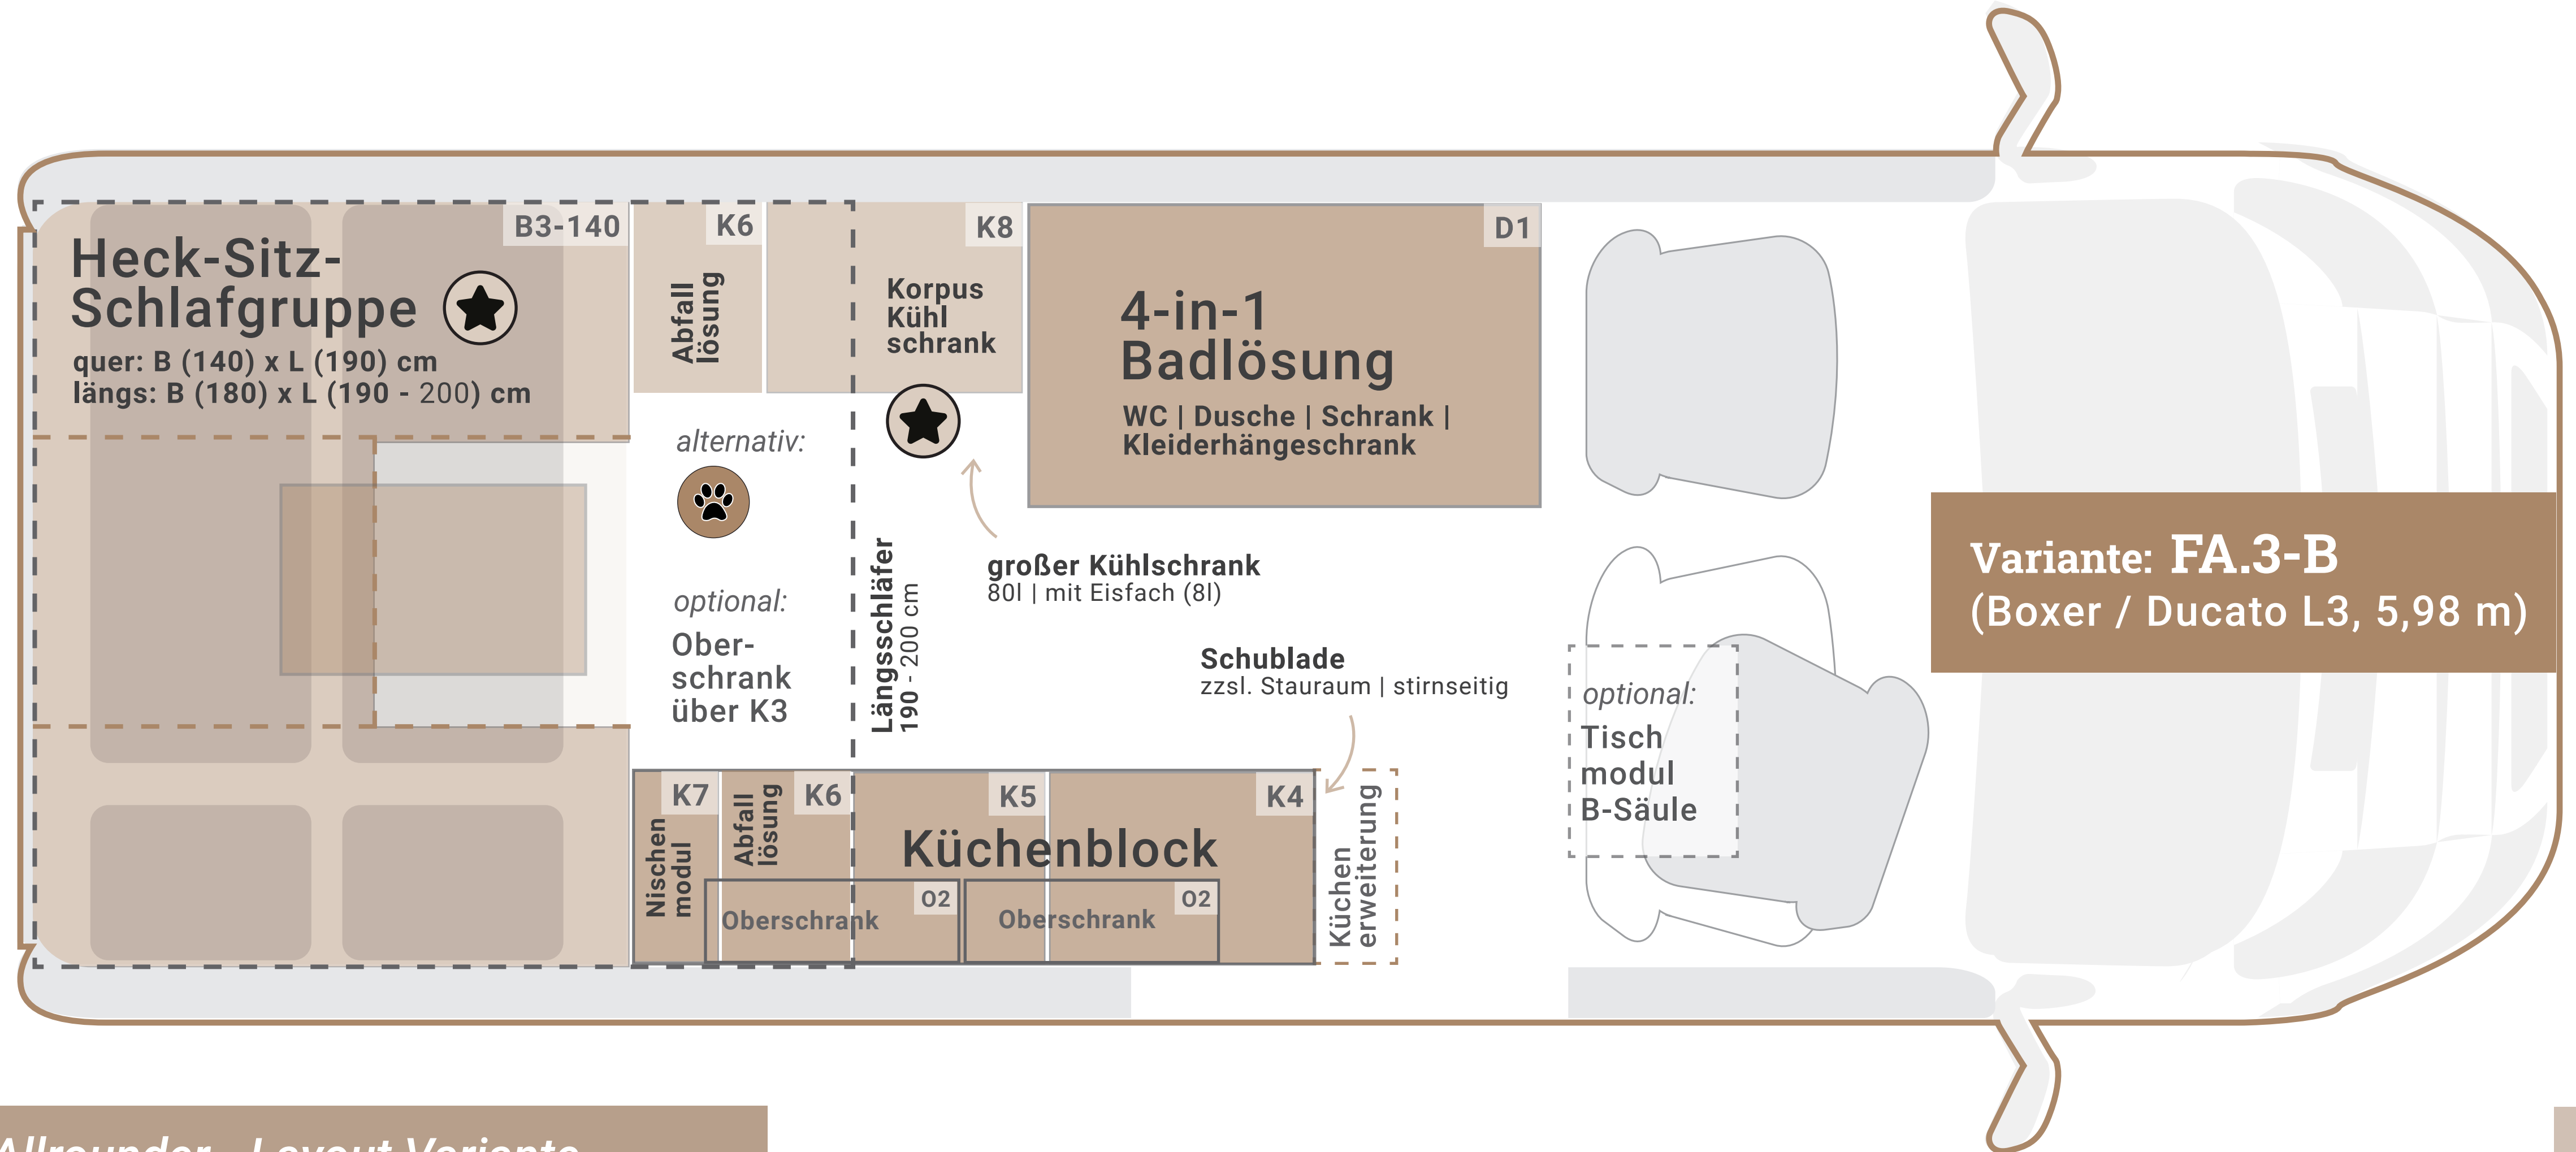 B3-140
Heck-Sitz-
Schlafgruppe
quer: B (140) x L (190) cm
längs: B (180) x L (190 - 200) cm
K6
Abfall
lösung
K8
Korpus
Kühl
schrank
D1
4-in-1
Badlösung
WC | Dusche | Schrank |
Kleiderhängeschrank
alternativ:
optional:
Ober-
schrank
über K3
Längsschläfer
190 - 200 cm
großer Kühlschrank
80l | mit Eisfach (8l)
Schublade
zzsl. Stauraum | stirnseitig
Variante: FA.3-B
(Boxer / Ducato L3, 5,98 m)
optional:
Tisch
modul
B-Säule
K7
Nischen
modul
K6
Abfall
lösung
K5
K4
Küchenblock
O2
Oberschrank
O2
Oberschrank
Küchen
erweiterung
Allrounder - Layout Variante